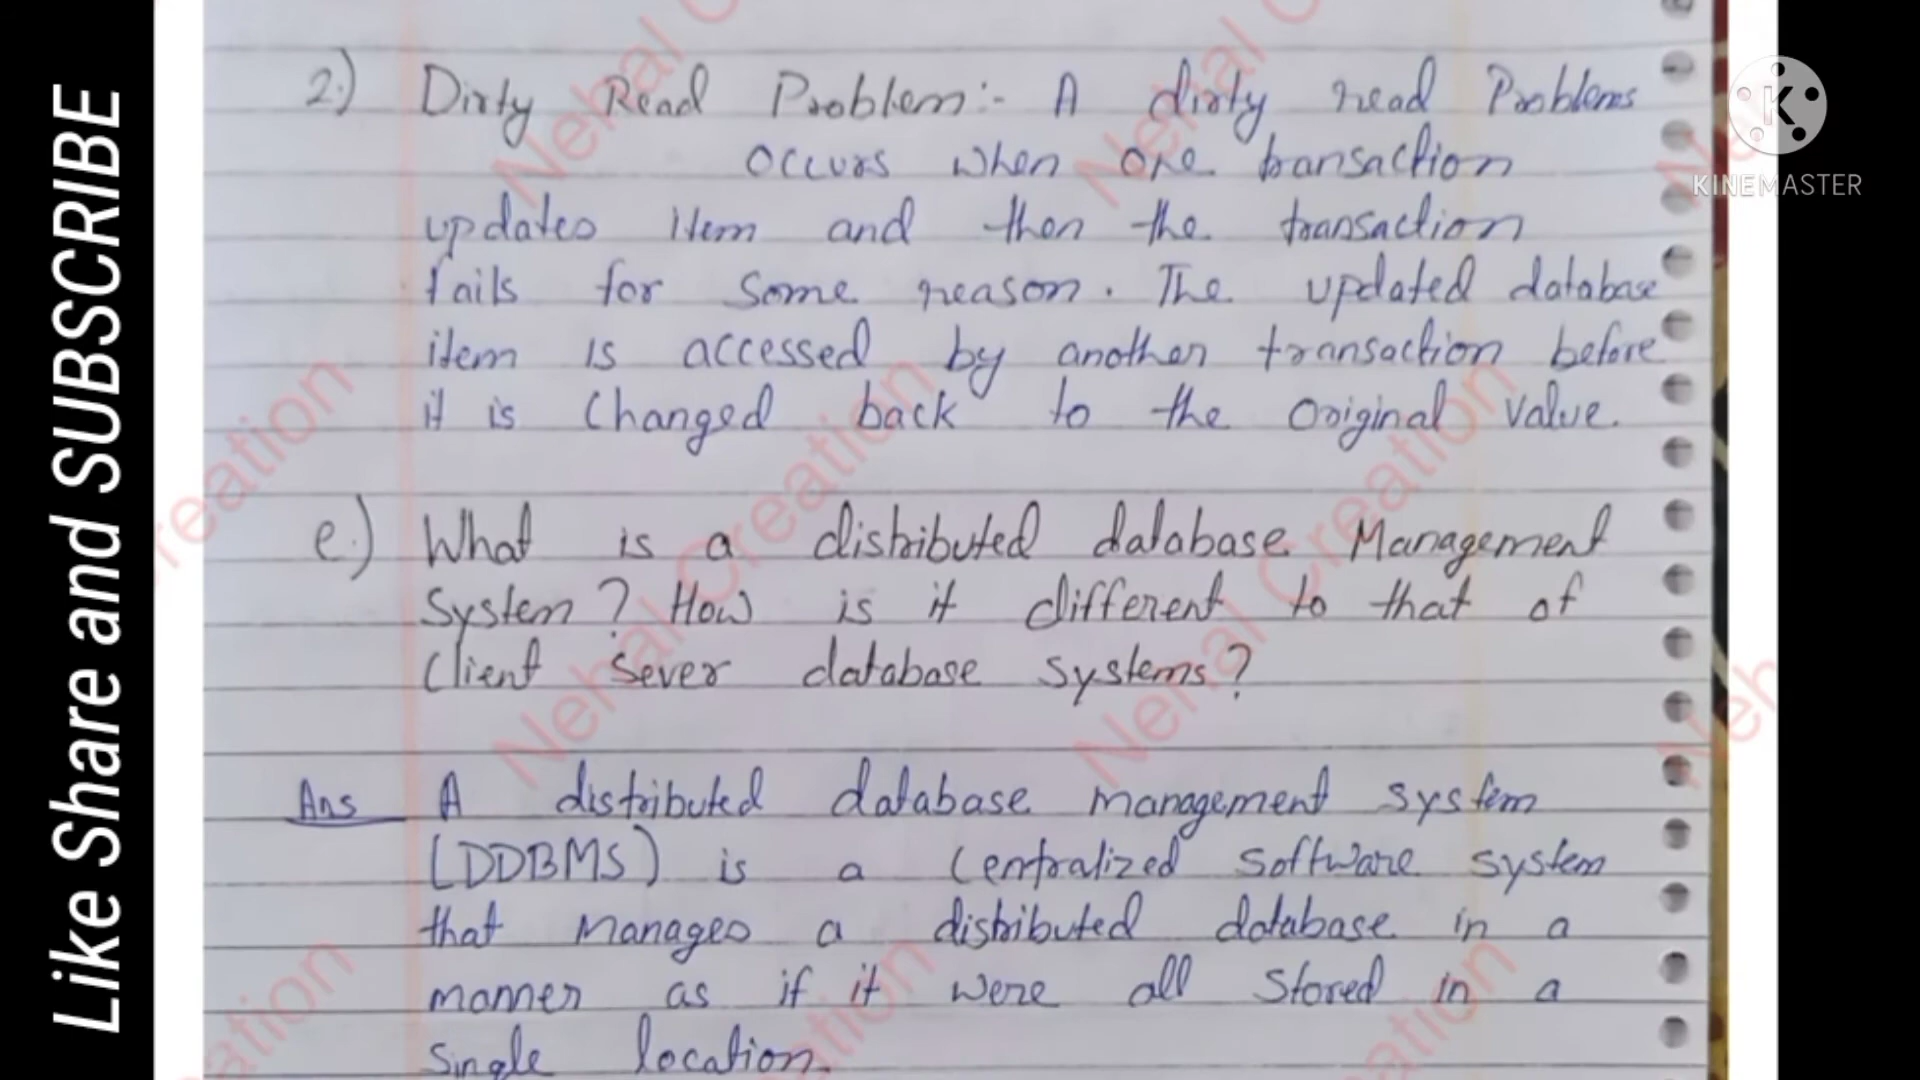 Like Share and SUBSCRIBE
2.) Dirty Read Problem:- A dirty read Problems
occurs when one transaction
updates item and then the transaction
fails for some reason. The updated database
item is accessed by another transaction before
it is changed back to the original value.
e.) What is a distributed database Management
System? How is it different to that of
Client Sever database systems?
Ans A distributed database management system
(DDBMS) is a centralized software system
that manages a distributed database in a
manner as if it were all stored in a
single location.
K
KINEMASTER
Nehal Creation